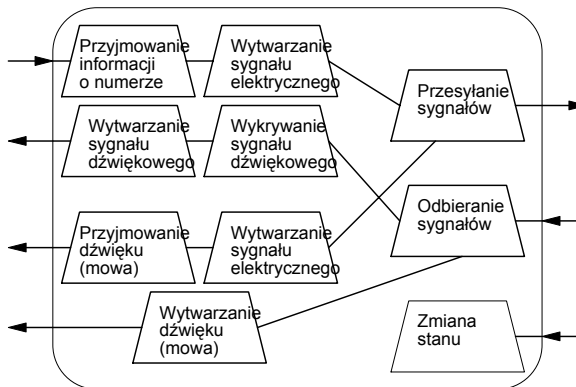 Przyjmowanie
informacji
o numerze
Wytwarzanie
sygnału
elektrycznego
Przesyłanie
sygnałów
Wytwarzanie
sygnału
dźwiękowego
Wykrywanie
sygnału
dźwiękowego
Odbieranie
sygnałów
Przyjmowanie
dźwięku
(mowa)
Wytwarzanie
sygnału
elektrycznego
Wytwarzanie
dźwięku
(mowa)
Zmiana
stanu